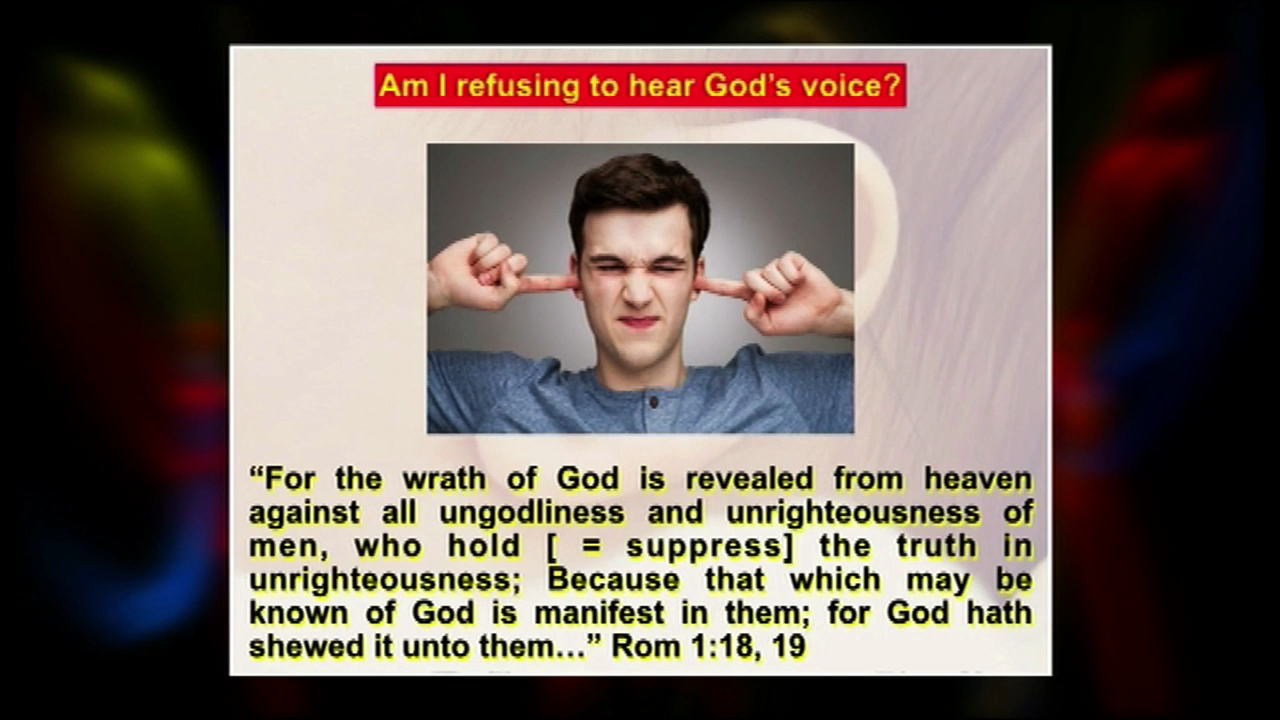 Am I refusing to hear God's voice?
“For the wrath of God is revealed from heaven
against all ungodliness and unrighteousness of
men, who hold [ = suppress] the truth in
unrighteousness; Because that which may be
known of God is manifest in them; for God hath
shewed it unto them...” Rom 1:18, 19